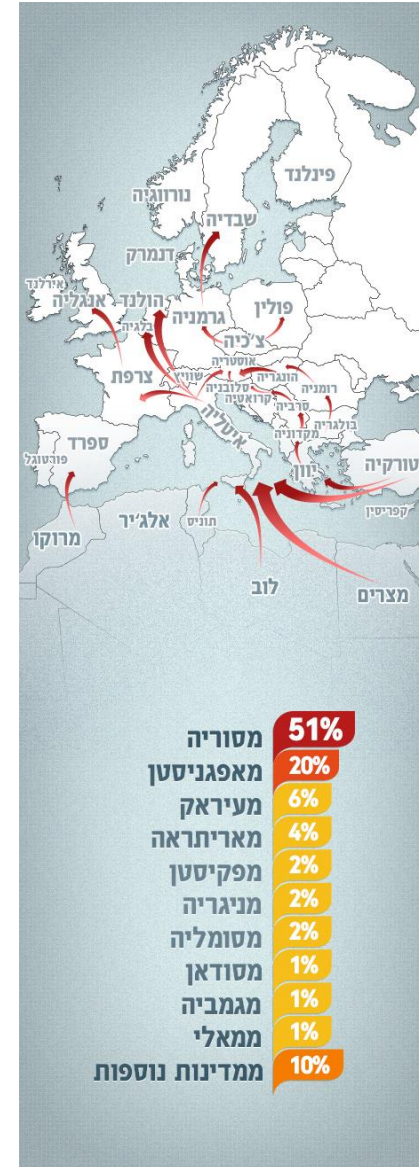 פינלנד
נורווגיה
שבדיה
דנמרק
אירלנד
אנגליה
הולנד
גרמניה
פולין
בלגיה
צ'כיה
אוסטריה
צרפת
שוויץ
הונגריה
סלובניה
רומניה
קרואטיה
סרביה
איטליה
בולגריה
מקדוניה
ספרד
פורטוגל
יוון
טורקיה
קפריסין
מרוקו
אלג'יר
תוניס
לוב
מצרים
מסוריה 51%
מאפגניסטן 20%
מעיראק 6%
מאריתראה 4%
מפקיסטן 2%
מניגריה 2%
מסומליה 2%
מסודאן 1%
מגמביה 1%
ממאלי 1%
ממדינות נוספות 10%